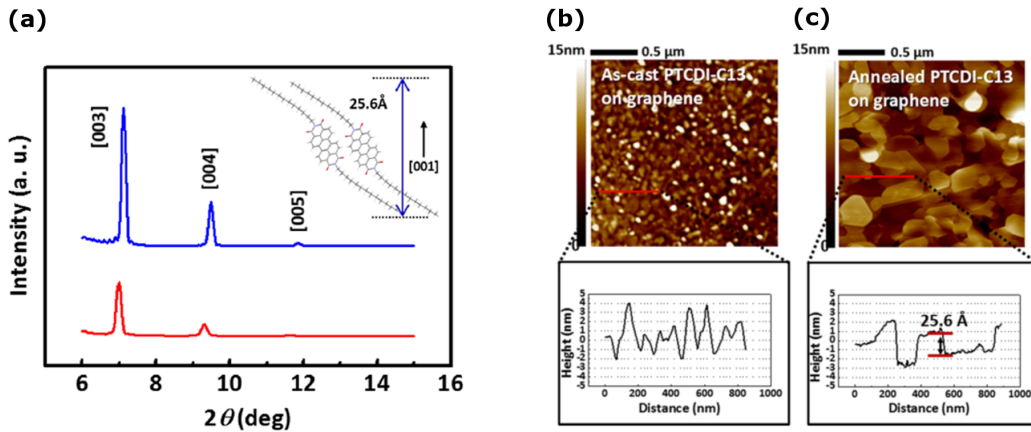 (a)
Intensity (a. u.)
[003]
[004]
[005]
25.6Å
[001]
6 8 10 12 14 16
2θ(deg)
(b)
15nm
0.5 µm
As-cast PTCDI-C13
on graphene
0
5
4
3
2
1
0
-1
-2
-3
-4
-5
Height (nm)
0 200 400 600 800 1000
Distance (nm)
(c)
15nm
0.5 µm
Annealed PTCDI-C13
on graphene
0
5
4
3
2
1
0
-1
-2
-3
-4
-5
Height (nm)
25.6 Å
0 200 400 600 800 1000
Distance (nm)